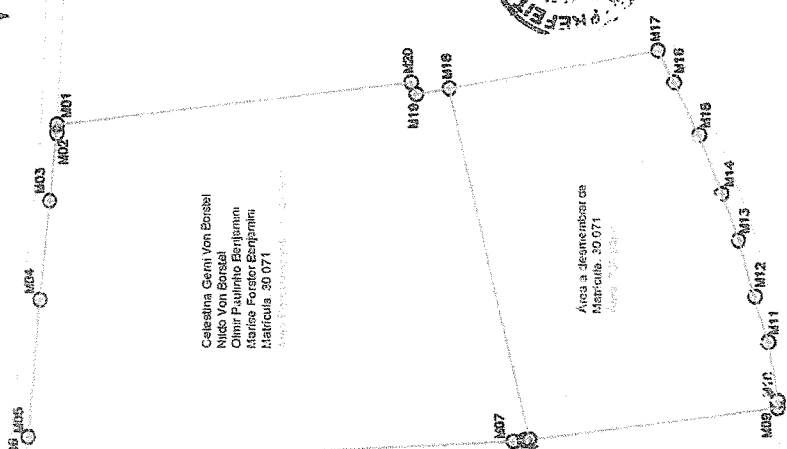 PREFEIT
M20
M19
M18
M17
M16
M15
M14
M13
M12
M11
M10
M09
M07
M01
M02
M03
M04
M05
Celestina Gemi Von Borstel
Nildo Von Borstel
Olmir Paulinho Benjamini
Marise Forster Benjamini
Matrícula. 30.071
Área a desmembrar de
Matrícula. 30.071